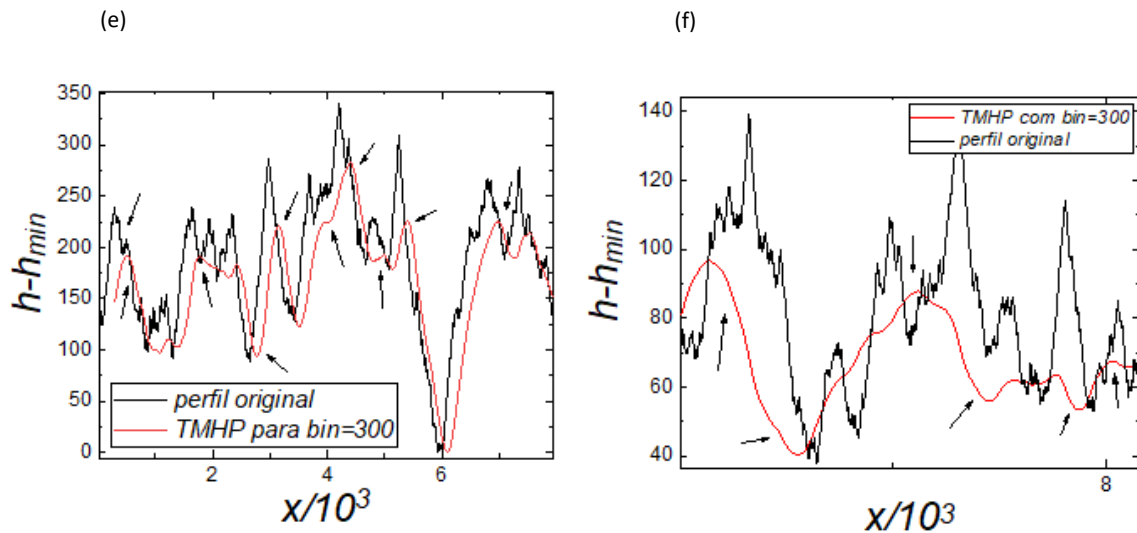 (e)
350
300
250
200
150
100
50
0
h-hmin
perfil original
TMHP para bin=300
2
4
6
x/10³
(f)
140
120
100
80
60
40
h-hmin
TMHP com bin=300
perfil original
8
x/10³